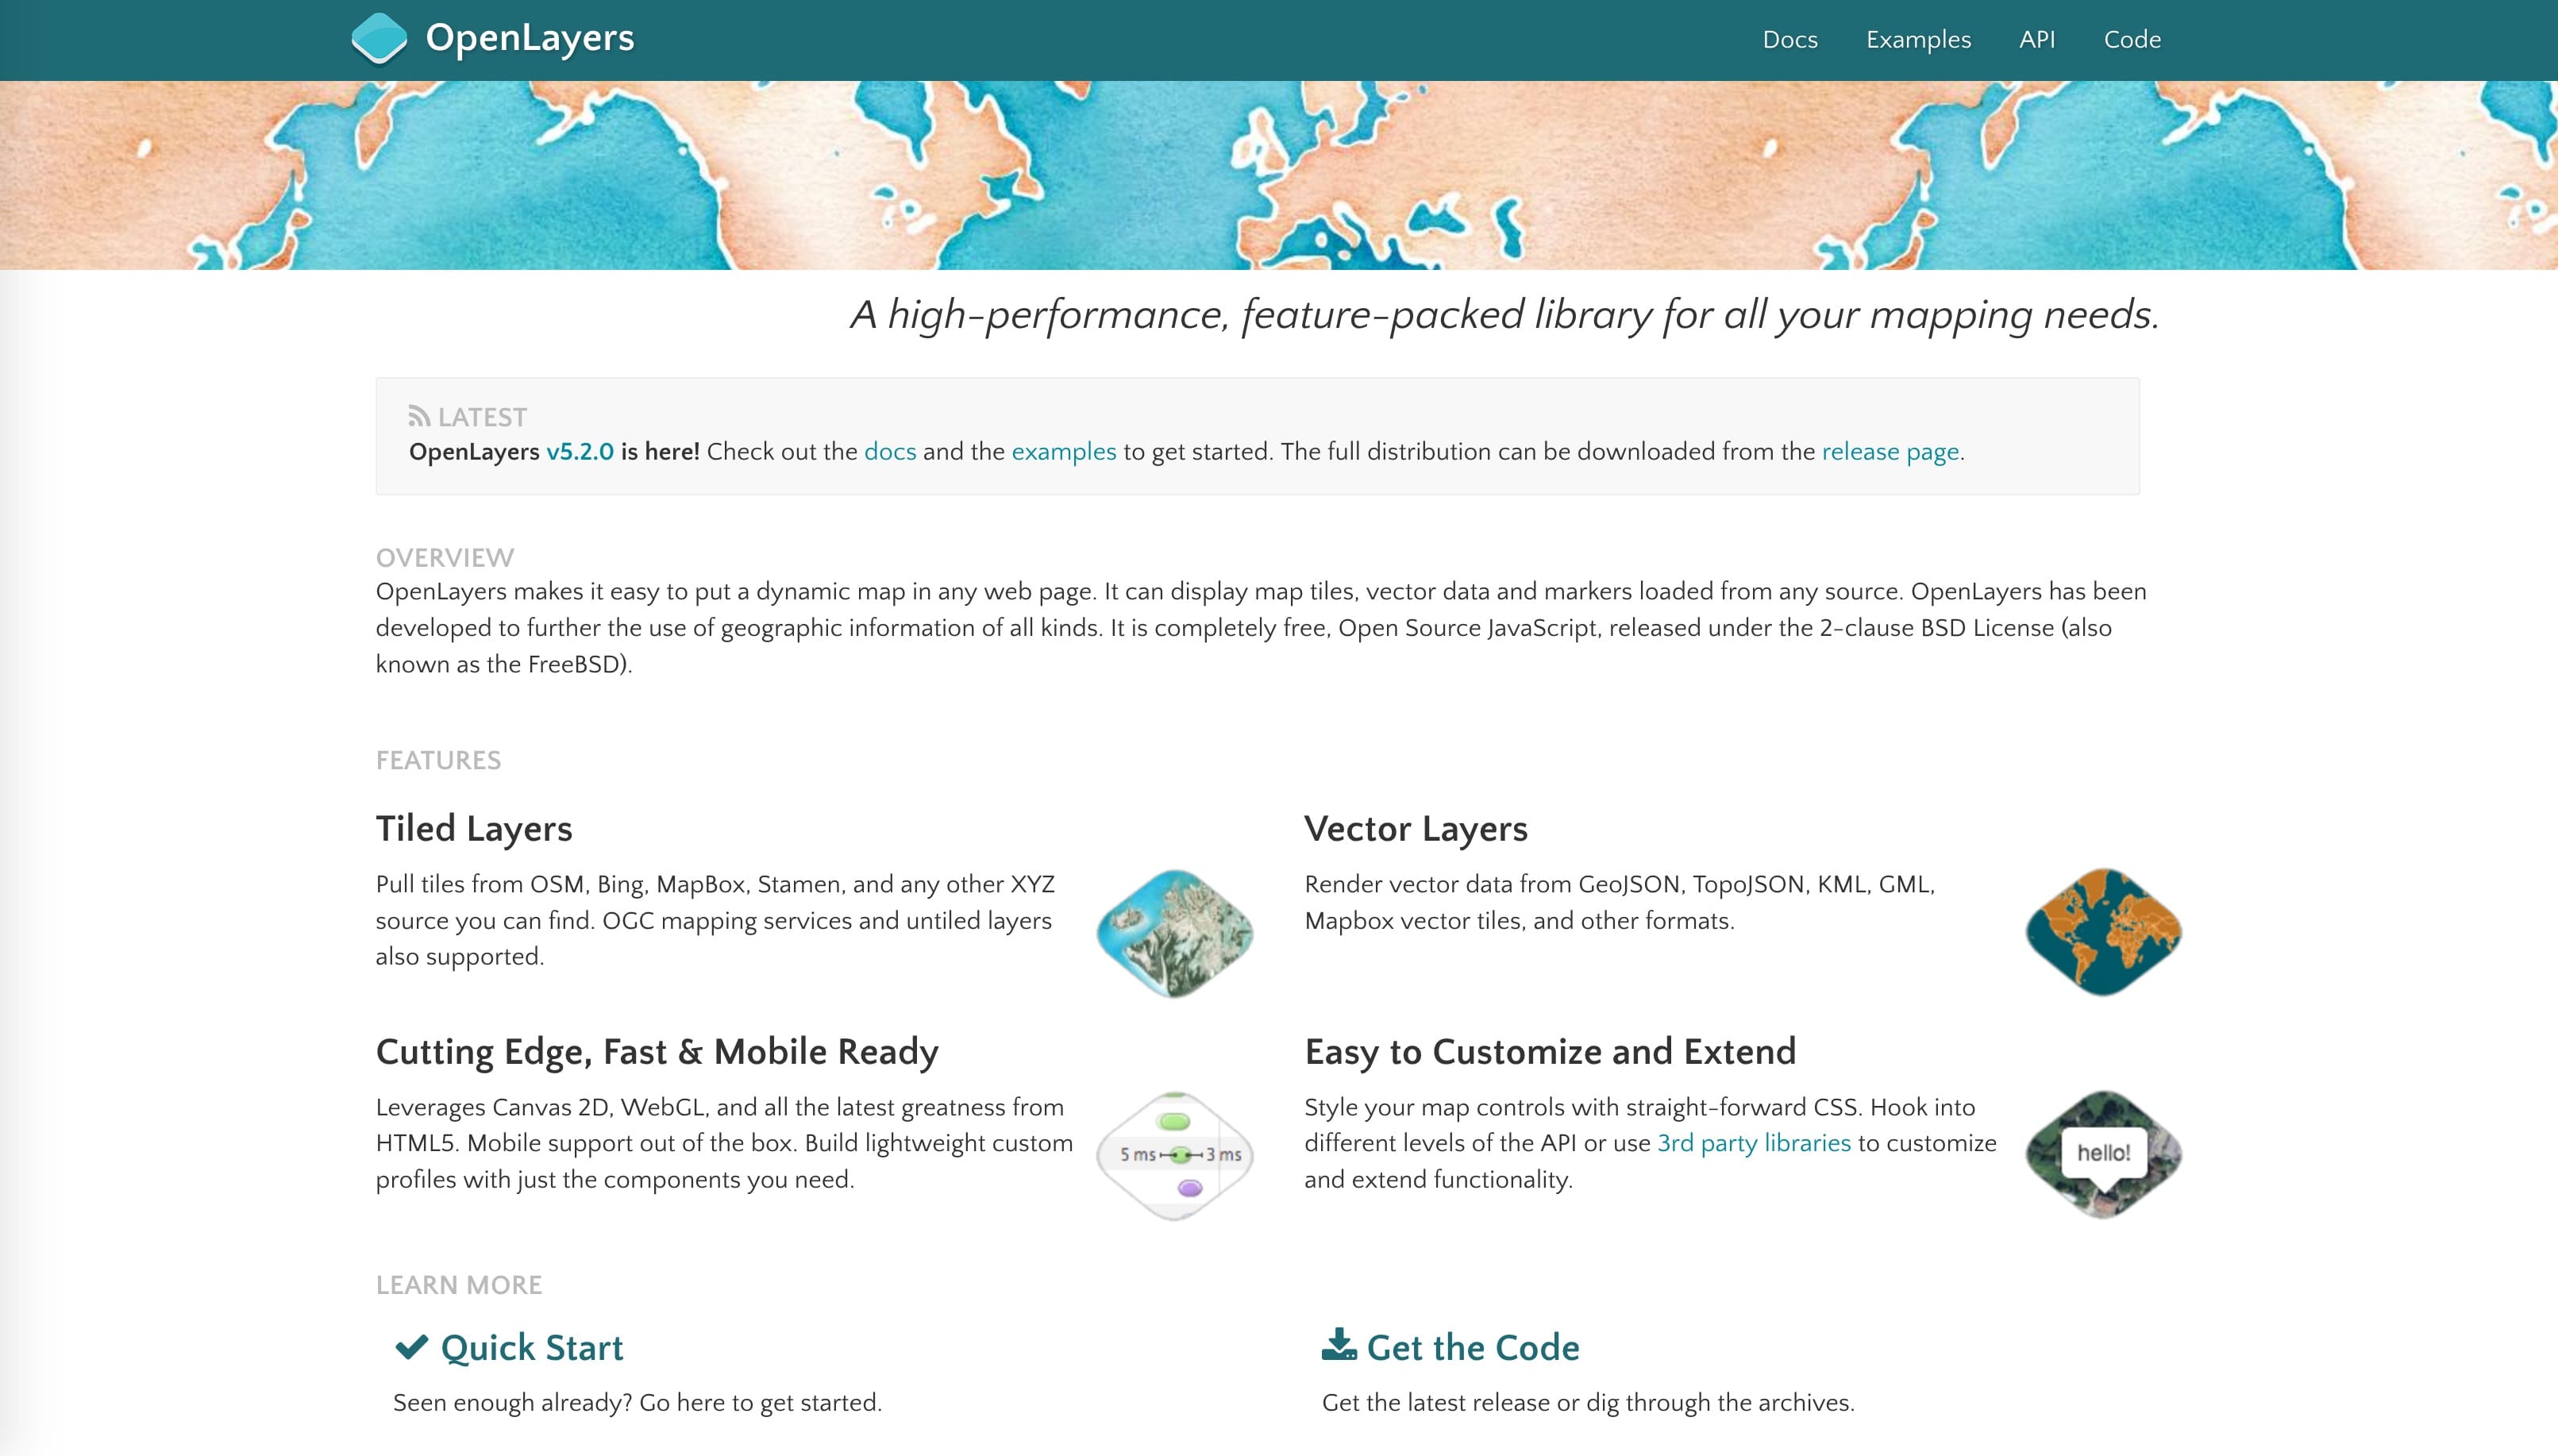 OpenLayers
Docs Examples API Code
A high-performance, feature-packed library for all your mapping needs.
LATEST
OpenLayers v5.2.0 is here! Check out the docs and the examples to get started. The full distribution can be downloaded from the release page.
OVERVIEW
OpenLayers makes it easy to put a dynamic map in any web page. It can display map tiles, vector data and markers loaded from any source. OpenLayers has been
developed to further the use of geographic information of all kinds. It is completely free, Open Source JavaScript, released under the 2-clause BSD License (also
known as the FreeBSD).
FEATURES
Tiled Layers
Pull tiles from OSM, Bing, MapBox, Stamen, and any other XYZ
source you can find. OGC mapping services and untiled layers
also supported.
Vector Layers
Render vector data from GeoJSON, TopoJSON, KML, GML,
Mapbox vector tiles, and other formats.
Cutting Edge, Fast & Mobile Ready
Leverages Canvas 2D, WebGL, and all the latest greatness from
HTML5. Mobile support out of the box. Build lightweight custom
profiles with just the components you need.
5 ms 3 ms
Easy to Customize and Extend
Style your map controls with straight-forward CSS. Hook into
different levels of the API or use 3rd party libraries to customize
and extend functionality.
hello!
LEARN MORE
Quick Start
Seen enough already? Go here to get started.
Get the Code
Get the latest release or dig through the archives.